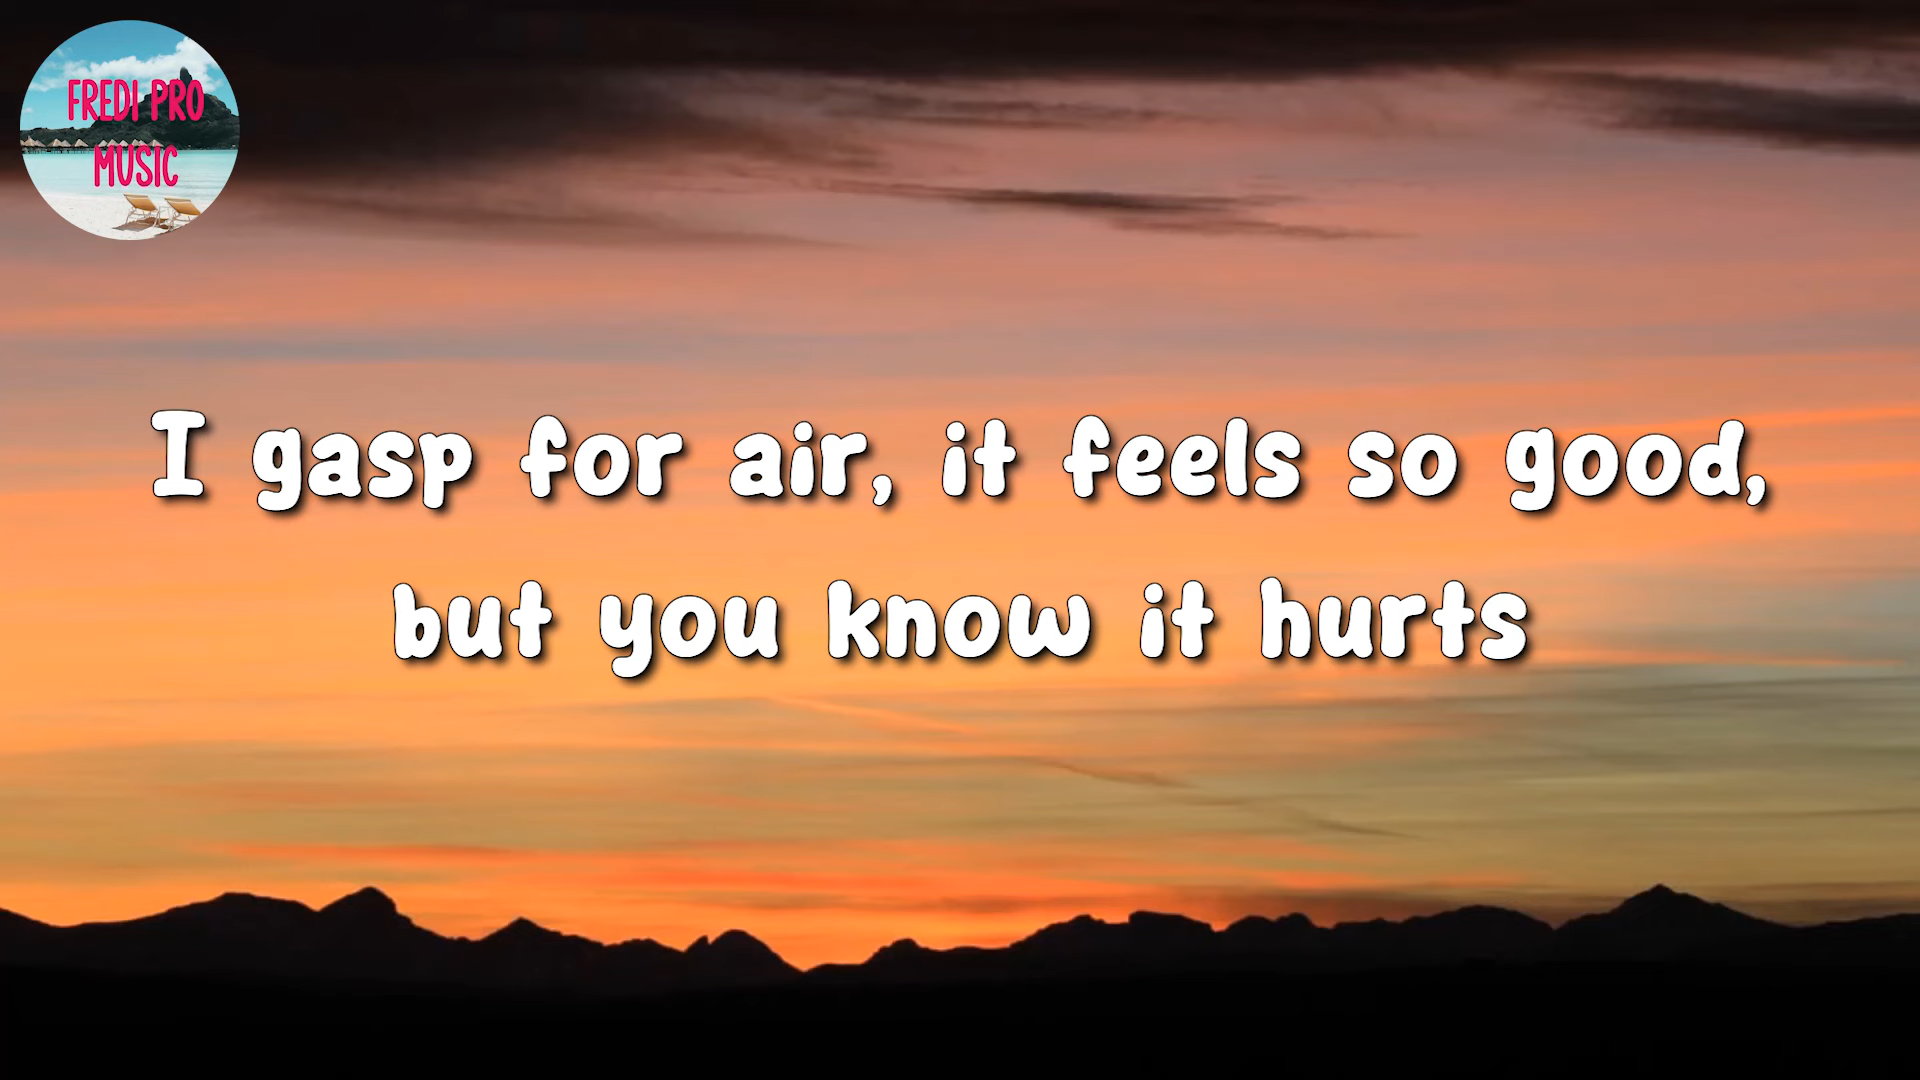 FREDI PRO
MUSIC
I gasp for air, it feels so good,
but you know it hurts